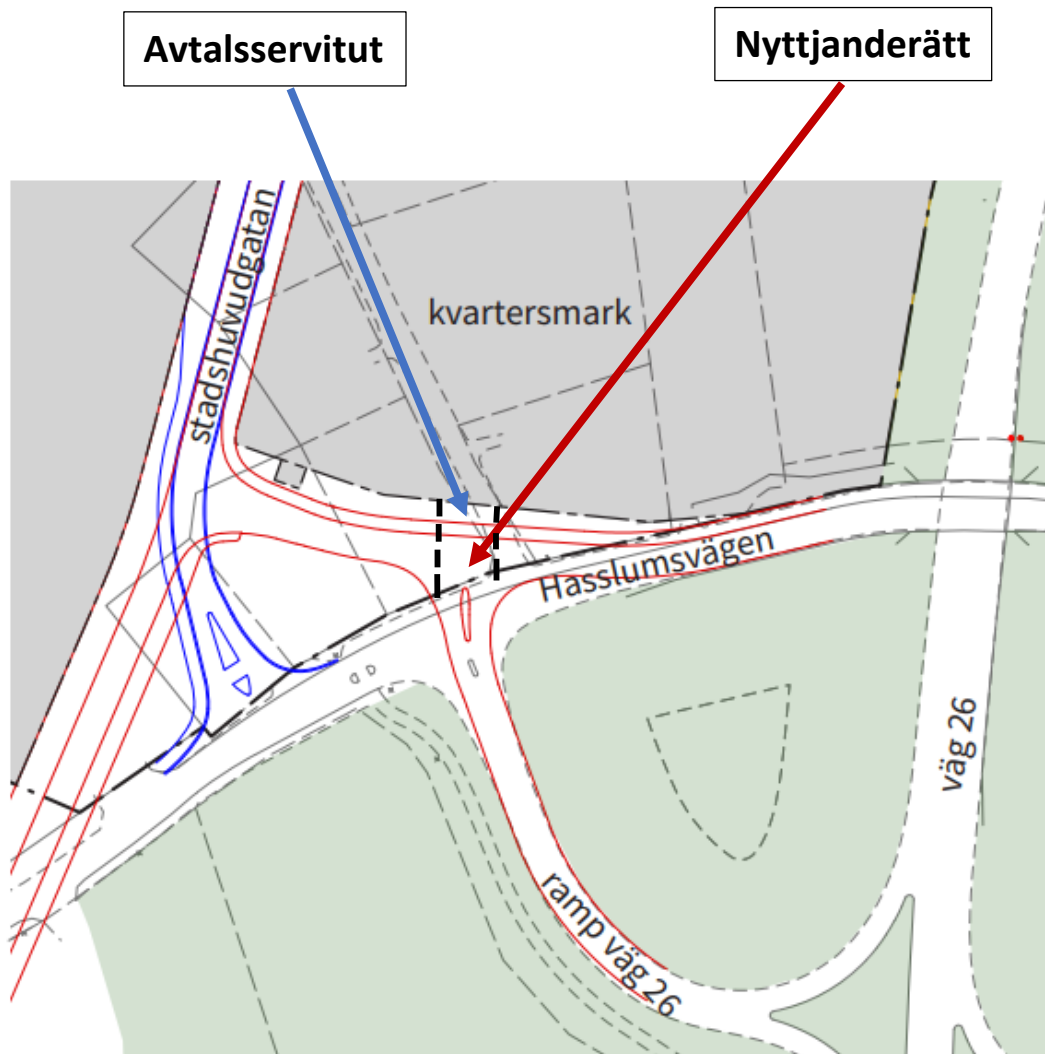 Avtalsservitut
Nyttjanderätt
stadshuvudgatan
kvartersmark
Hasslumsvägen
väg 26
ramp väg 26